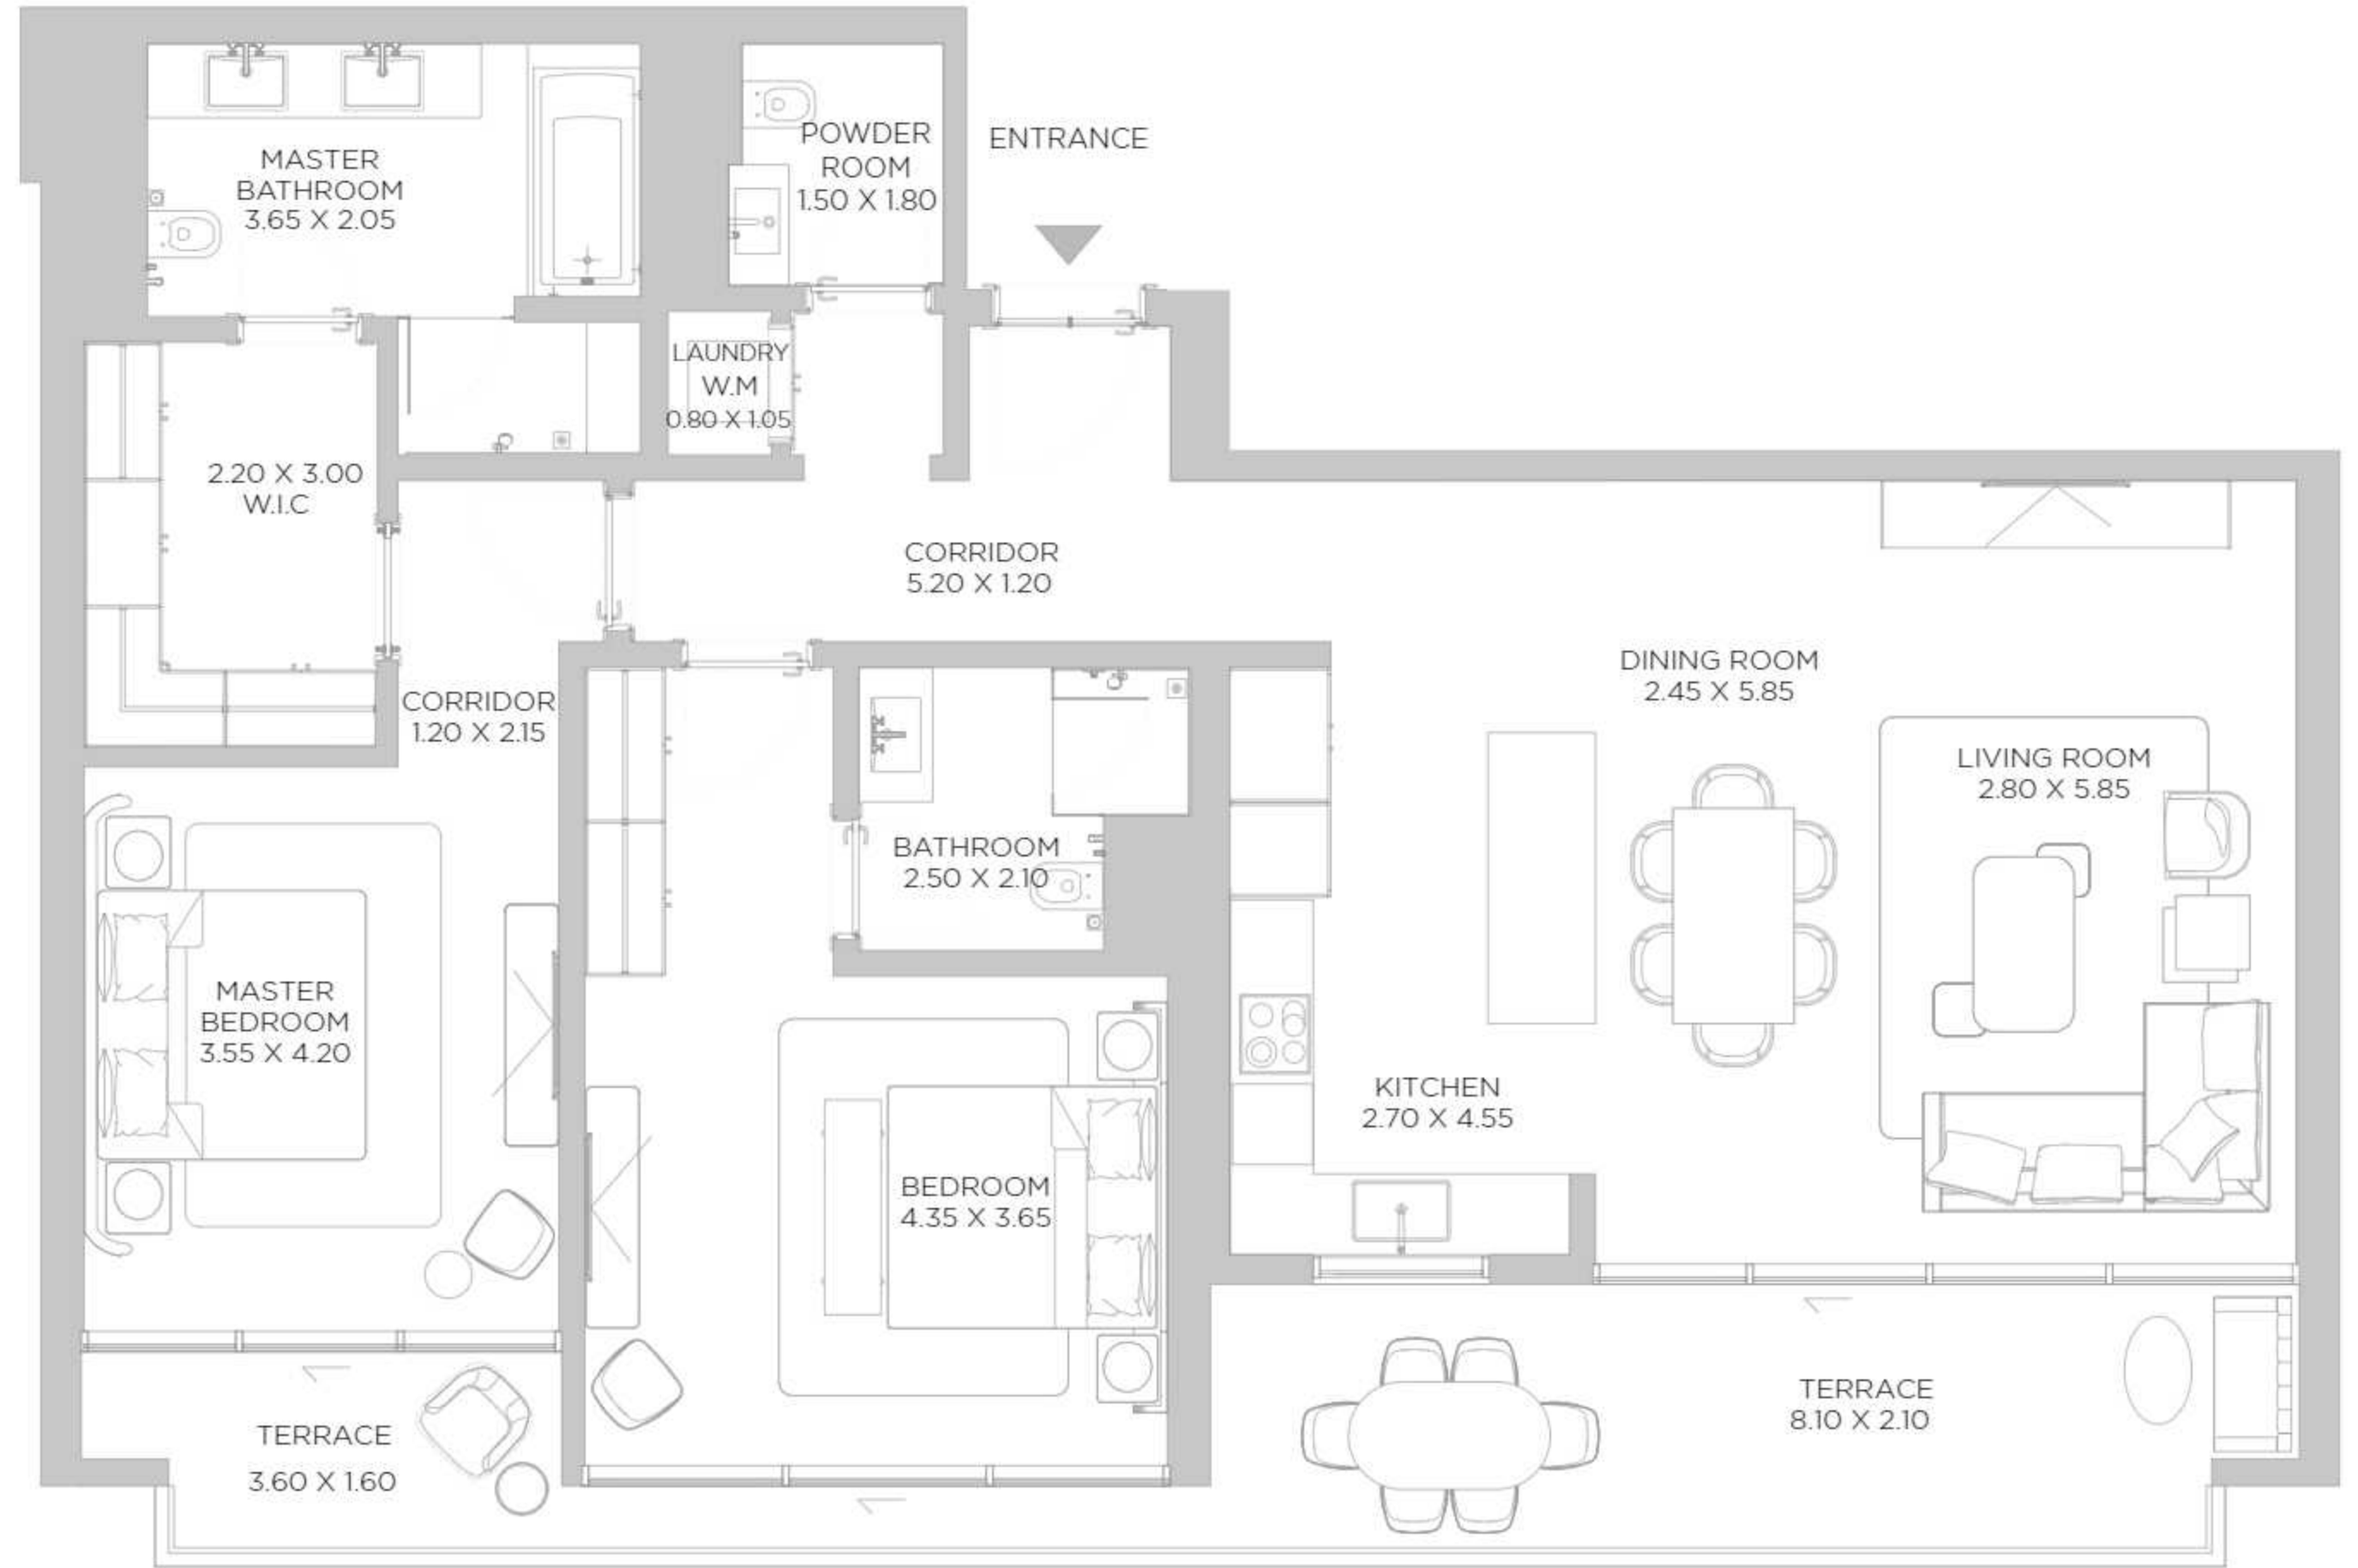 MASTER
BATHROOM
3.65 X 2.05
POWDER
ROOM
1.50 X 1.80
ENTRANCE
LAUNDRY
W.M
0.80 X 1.05
2.20 X 3.00
W.I.C
CORRIDOR
5.20 X 1.20
CORRIDOR
1.20 X 2.15
DINING ROOM
2.45 X 5.85
LIVING ROOM
2.80 X 5.85
BATHROOM
2.50 X 2.10
MASTER
BEDROOM
3.55 X 4.20
KITCHEN
2.70 X 4.55
BEDROOM
4.35 X 3.65
TERRACE
3.60 X 1.60
TERRACE
8.10 X 2.10